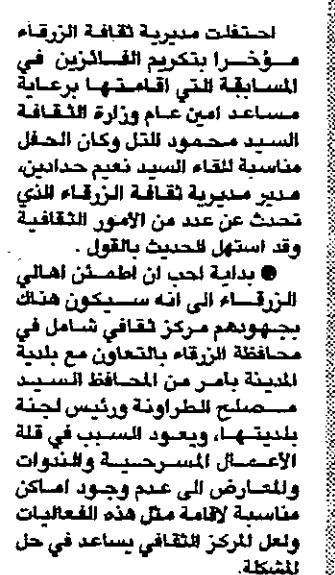 احتفلت مديرية ثقافة الزرقاء
مؤخرا بتكريم الفائزين في
المسابقة التي اقامتها برعاية
مساعد امين عام وزارة الثقافة
السيد محمود التل وكان الحفل
مناسبة للقاء السيد نعيم حدادين،
مدير مديرية ثقافة الزرقاء الذي
تحدث عن عدد من الأمور الثقافية
وقد استهل الحديث بالقول .
● بداية احب ان اطمئن اهالي
الزرقاء الى انه سيكون هناك
بجهودهم مركز ثقافي شامل في
محافظة الزرقاء بالتعاون مع بلدية
المدينة بأمر من المحافظ السيد
مصلح الطراونة ورئيس لجنة
بلديتها، ويعود السبب في قلة
الأعمال المسرحية والندوات
والمعارض الى عدم وجود اماكن
مناسبة لاقامة مثل هذه الفعاليات
ولعل المركز الثقافي يساعد في حل
المشكلة.